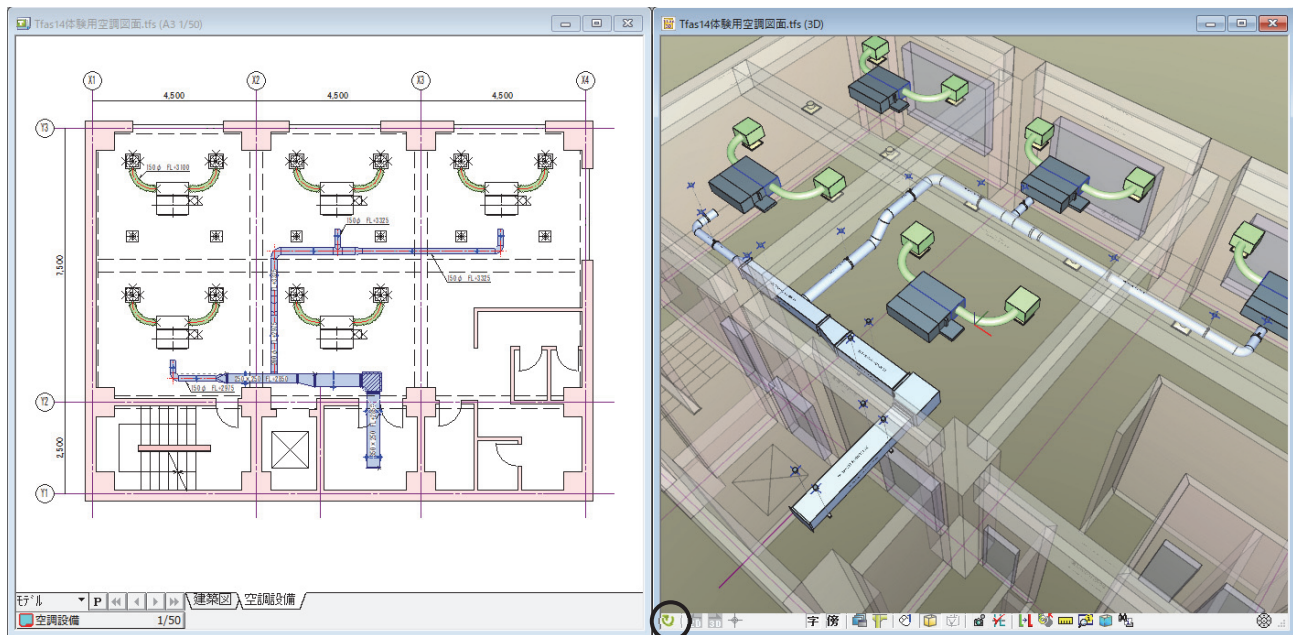 Tfas14体験用空調図面.tfs (A3 1/50)
X1
X2
X3
X4
4,500
4,500
4,500
Y3
150φ FL+3100
150φ FL+3325
7,500
150φ FL+3325
150φ FL+2975
Y2
2,500
Y1
モデル
P
建築図
空調設備
空調設備
1/50
Tfas14体験用空調図面.tfs (3D)
字
傍